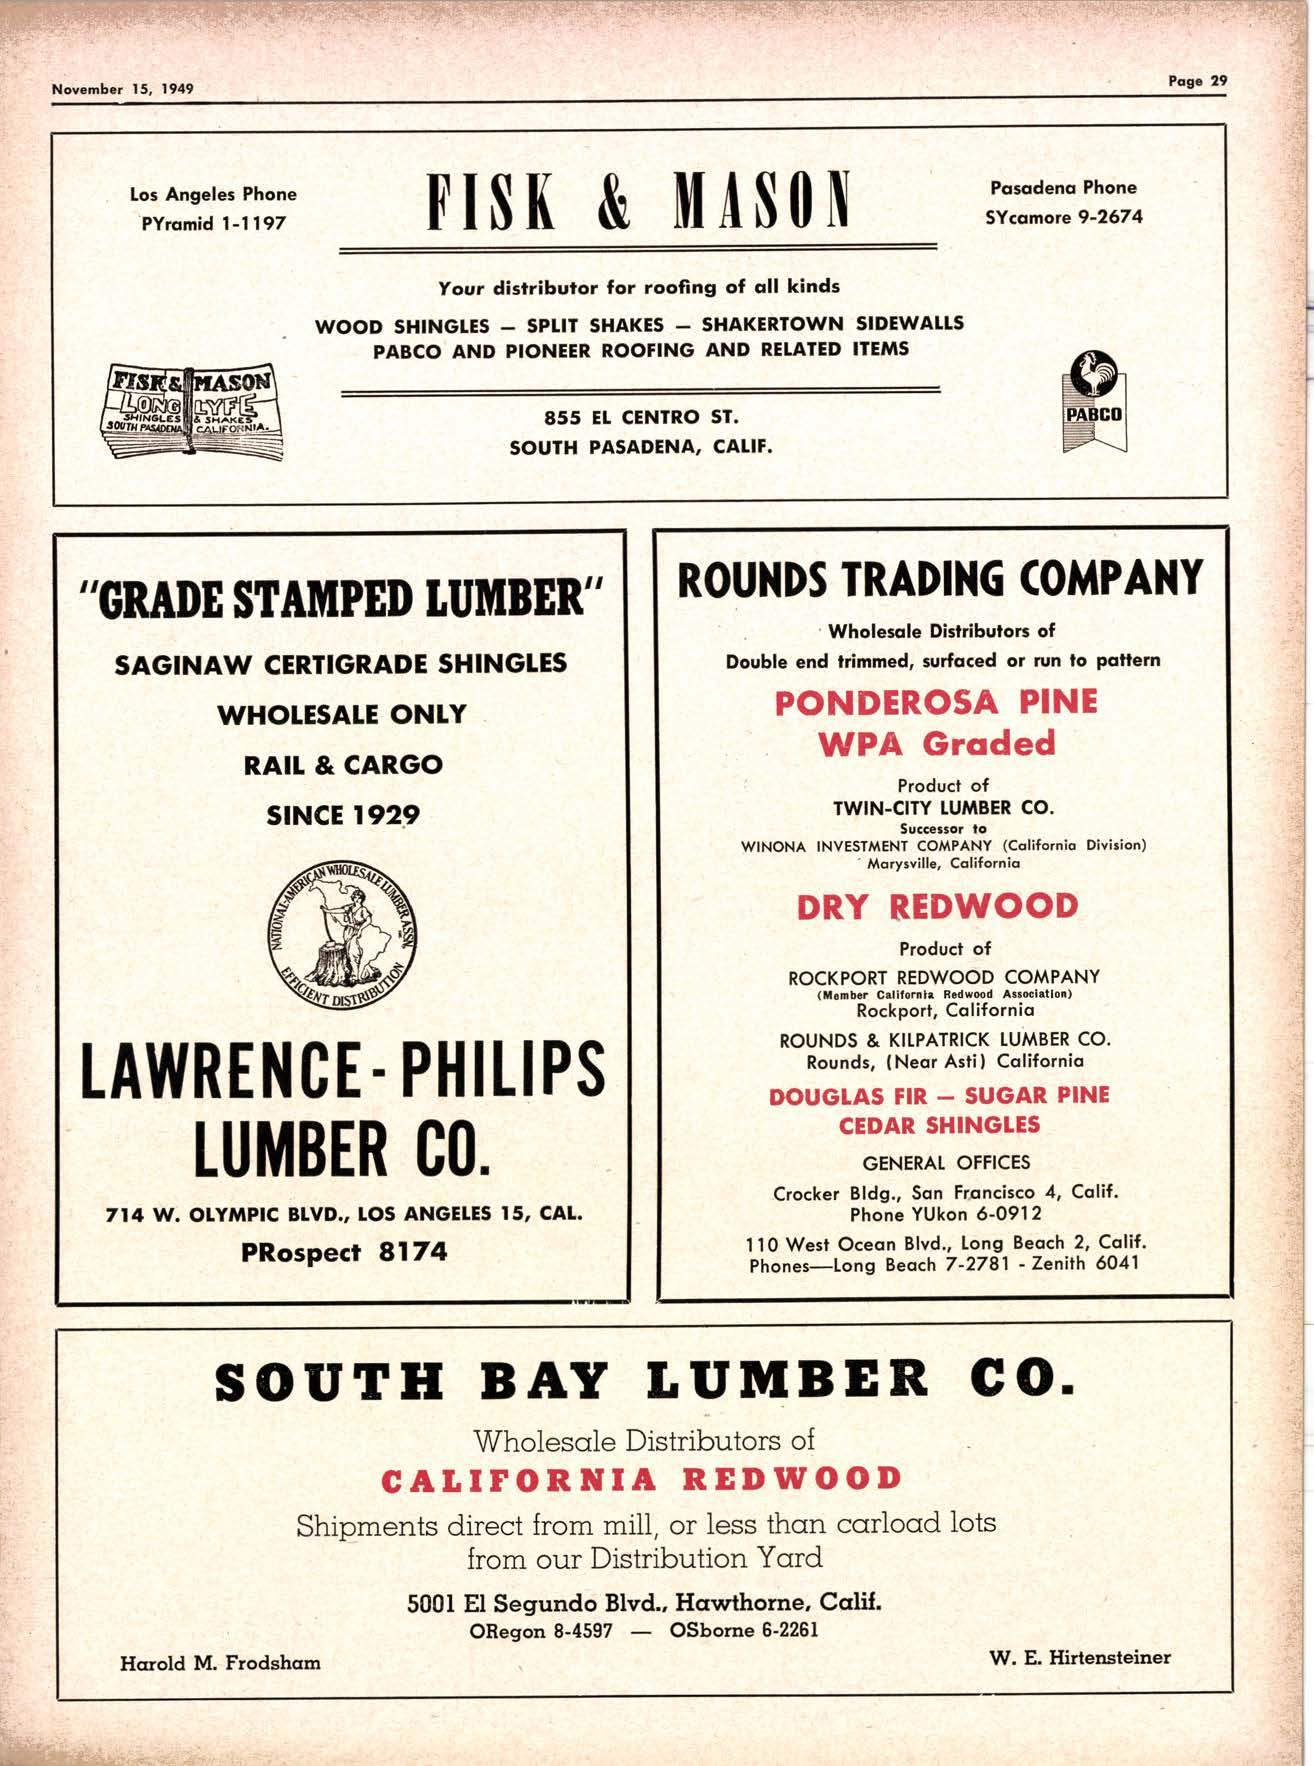 November 15, 1949
Page 29
Los Angeles Phone
PYramid 1-1197
FISK & MASON
Pasadena Phone
SYcamore 9-2674
Your distributor for roofing of all kinds
WOOD SHINGLES — SPLIT SHAKES — SHAKERTOWN SIDEWALLS
PABCO AND PIONEER ROOFING AND RELATED ITEMS
FISK & MASON
LONG LYFE
SHINGLES & SHAKES
SOUTH PASADENA, CALIFORNIA.
855 EL CENTRO ST.
SOUTH PASADENA, CALIF.
PABCO
"GRADE STAMPED LUMBER"
SAGINAW CERTIGRADE SHINGLES
WHOLESALE ONLY
RAIL & CARGO
SINCE 1929
NATIONAL-AMERICAN WHOLESALE LUMBER ASSN.
EFFICIENT DISTRIBUTION
LAWRENCE-PHILIPS
LUMBER CO.
714 W. OLYMPIC BLVD., LOS ANGELES 15, CAL.
PRospect 8174
ROUNDS TRADING COMPANY
Wholesale Distributors of
Double end trimmed, surfaced or run to pattern
PONDEROSA PINE
WPA Graded
Product of
TWIN-CITY LUMBER CO.
Successor to
WINONA INVESTMENT COMPANY (California Division)
Marysville, California
DRY REDWOOD
Product of
ROCKPORT REDWOOD COMPANY
(Member California Redwood Association)
Rockport, California
ROUNDS & KILPATRICK LUMBER CO.
Rounds, (Near Asti) California
DOUGLAS FIR — SUGAR PINE
CEDAR SHINGLES
GENERAL OFFICES
Crocker Bldg., San Francisco 4, Calif.
Phone YUkon 6-0912
110 West Ocean Blvd., Long Beach 2, Calif.
Phones—Long Beach 7-2781 - Zenith 6041
SOUTH BAY LUMBER CO.
Wholesale Distributors of
CALIFORNIA REDWOOD
Shipments direct from mill, or less than carload lots
from our Distribution Yard
5001 El Segundo Blvd., Hawthorne, Calif.
ORegon 8-4597 — OSborne 6-2261
Harold M. Frodsham
W. E. Hirtensteiner